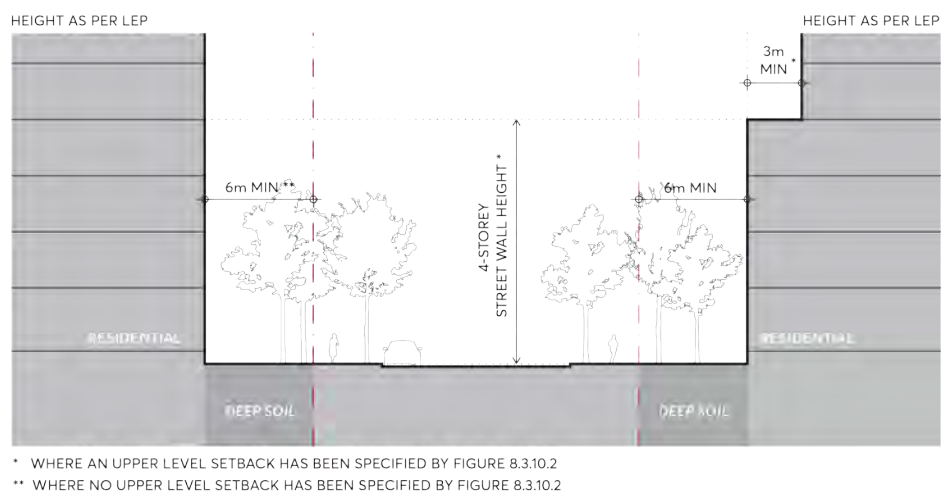 HEIGHT AS PER LEP
HEIGHT AS PER LEP
3m
MIN *
6m MIN **
4-STOREY
STREET WALL HEIGHT *
6m MIN
RESIDENTIAL
RESIDENTIAL
DEEP SOIL
DEEP SOIL
* WHERE AN UPPER LEVEL SETBACK HAS BEEN SPECIFIED BY FIGURE 8.3.10.2
** WHERE NO UPPER LEVEL SETBACK HAS BEEN SPECIFIED BY FIGURE 8.3.10.2